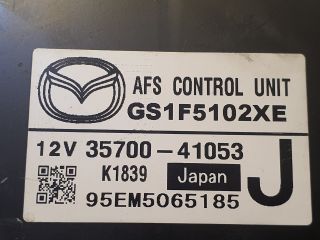 AFS CONTROL UNIT
GS1F5102XE
12V 35700-41053
K1839 Japan J
95EM5065185